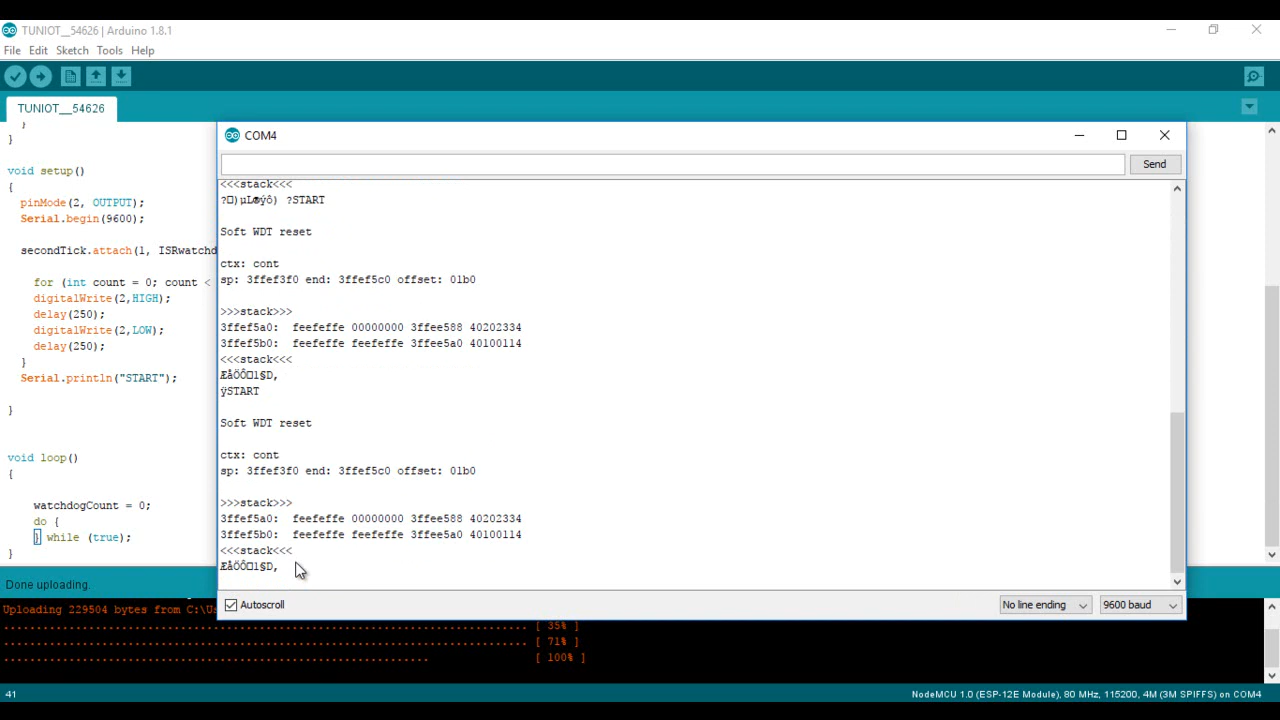 TUNIOT__54626 | Arduino 1.8.1
File Edit Sketch Tools Help
TUNIOT__54626
}
}
void setup()
{
pinMode(2, OUTPUT);
Serial.begin(9600);
secondTick.attach(1, ISRwatchd
for (int count = 0; count <
digitalWrite(2,HIGH);
delay(250);
digitalWrite(2,LOW);
delay(250);
}
Serial.println("START");
}
void loop()
{
watchdogCount = 0;
do {
} while (true);
}
COM4
Send
<<<stack<<<
?START
Soft WDT reset
ctx: cont
sp: 3ffef3f0 end: 3ffef5c0 offset: 01b0
>>>stack>>>
3ffef5a0: feefeffe 00000000 3ffee588 40202334
3ffef5b0: feefeffe feefeffe 3ffee5a0 40100114
<<<stack<<<
ÆåÖÔ□1§D,
ÿSTART
Soft WDT reset
ctx: cont
sp: 3ffef3f0 end: 3ffef5c0 offset: 01b0
>>>stack>>>
3ffef5a0: feefeffe 00000000 3ffee588 40202334
3ffef5b0: feefeffe feefeffe 3ffee5a0 40100114
<<<stack<<<
ÆåÖÔ□1§D,
Autoscroll
No line ending
9600 baud
Done uploading.
Uploading 229504 bytes from C:\Us
................................................................................ [ 35% ]
................................................................................ [ 71% ]
................................................................. [ 100% ]
41
NodeMCU 1.0 (ESP-12E Module), 80 MHz, 115200, 4M (3M SPIFFS) on COM4